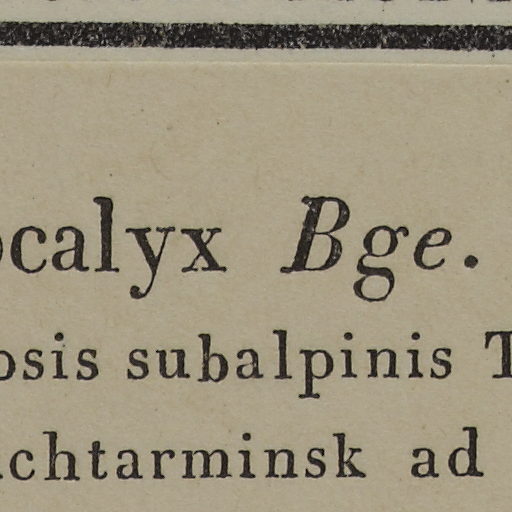 ocalyx Bge.
osis subalpinis T
chtarminsk ad